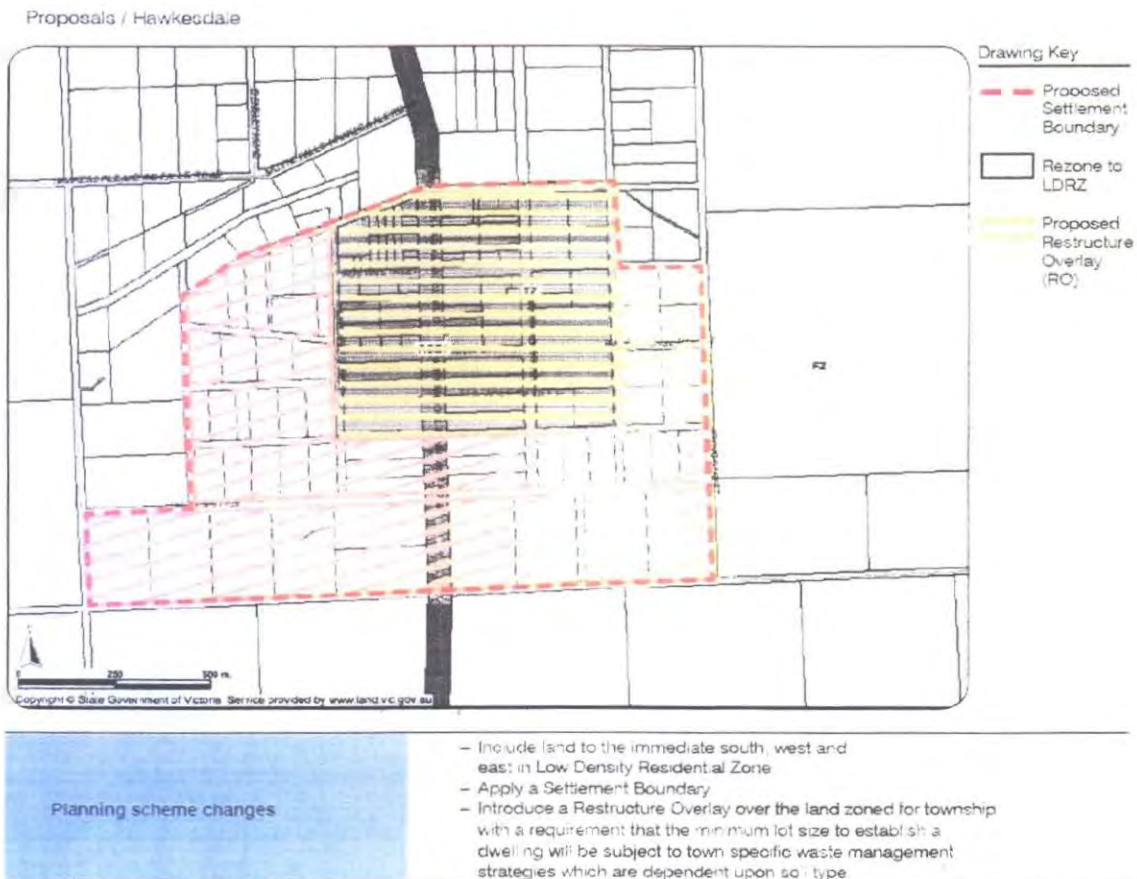 Proposals / Hawkesdale
Drawing Key
Proposed
Settlement
Boundary
Rezone to
LDRZ
Proposed
Restructure
Overlay
(RO)
FZ
TZ
0 250 500 m.
Copyright © State Government of Victoria. Service provided by www.land.vic.gov.au
Planning scheme changes
– Include land to the immediate south, west and
east in Low Density Residential Zone
– Apply a Settlement Boundary
– Introduce a Restructure Overlay over the land zoned for township
with a requirement that the minimum lot size to establish a
dwelling will be subject to town specific waste management
strategies which are dependent upon soil type.